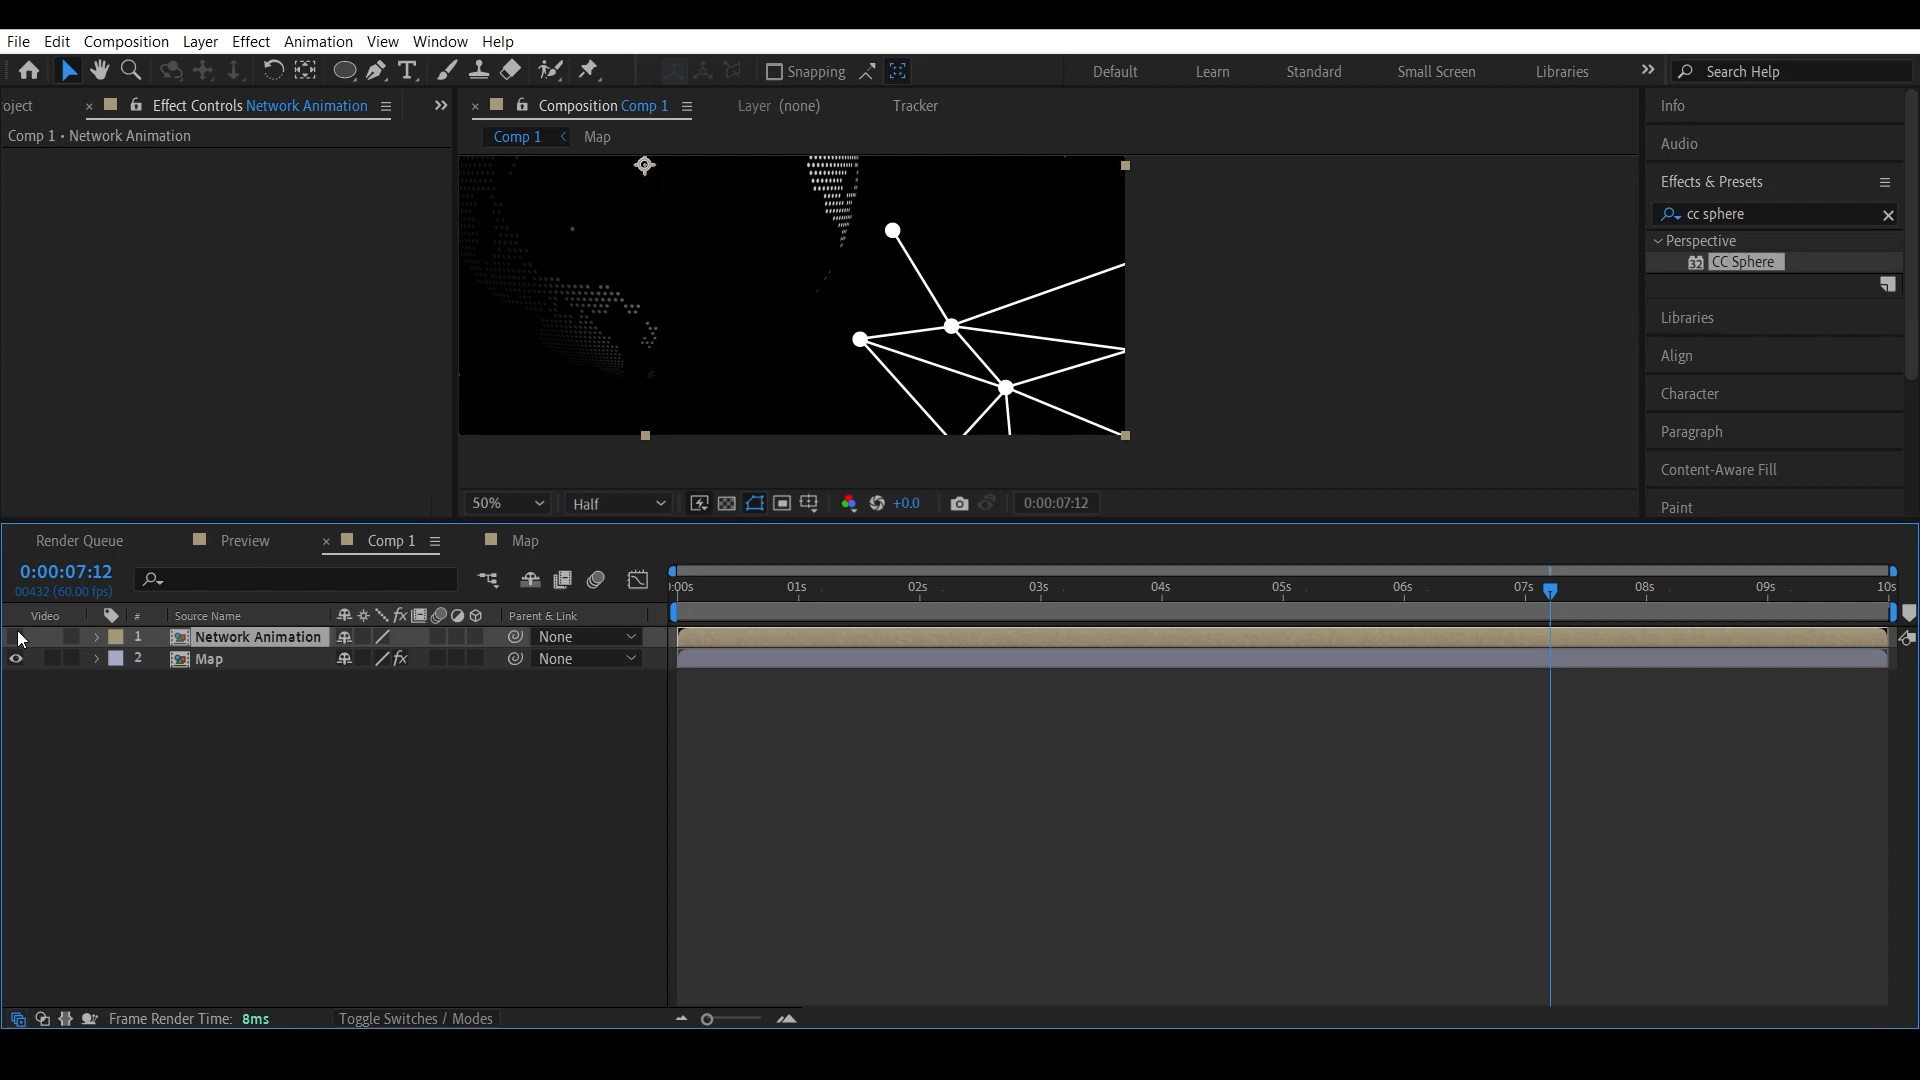 File Edit Composition Layer Effect Animation View Window Help
Snapping Default Learn Standard Small Screen Libraries Search Help
oject Effect Controls Network Animation Composition Comp 1 Layer (none) Tracker Info
Comp 1 • Network Animation Comp 1 Map
Audio
Effects & Presets
cc sphere
Perspective
32 CC Sphere
Libraries
Align
Character
Paragraph
Content-Aware Fill
Paint
50% Half +0.0 0:00:07:12
Render Queue Preview Comp 1 Map
0:00:07:12
00432 (60.00 fps)
:00s 01s 02s 03s 04s 05s 06s 07s 08s 09s 10s
Video # Source Name fx Parent & Link
1 Network Animation None
2 Map fx None
Frame Render Time: 8ms Toggle Switches / Modes